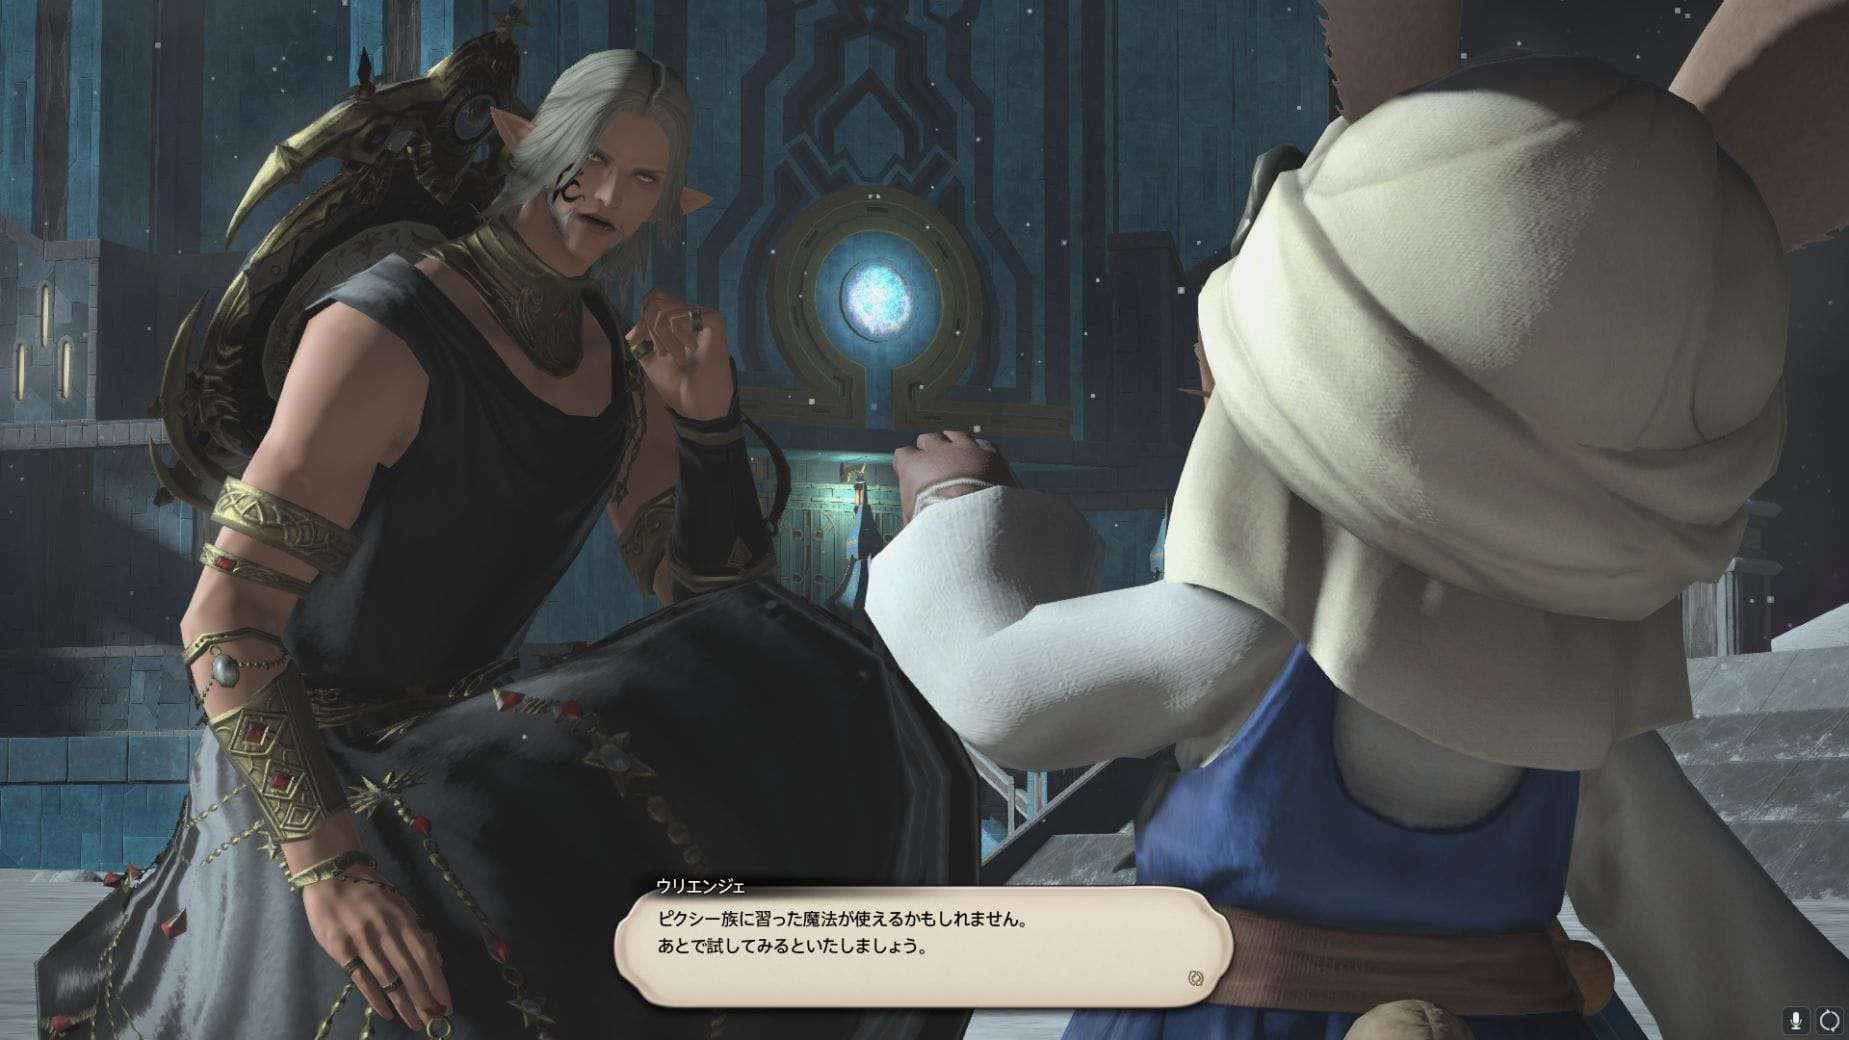 ウリエンジェ
ピクシー族に習った魔法が使えるかもしれません。
あとで試してみるといたしましょう。